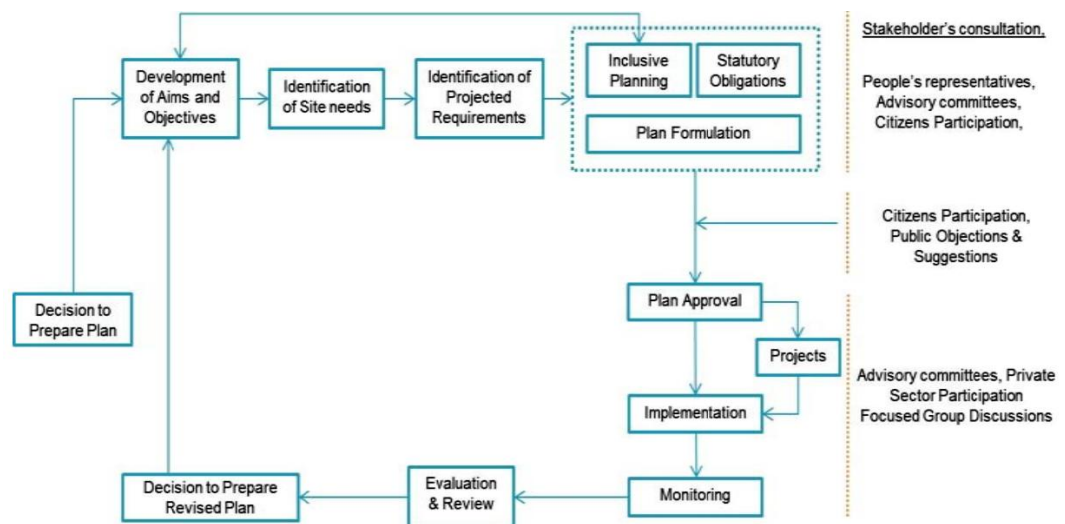 Development
of Aims and
Objectives
Identification
of Site needs
Identification of
Projected
Requirements
Inclusive
Planning
Statutory
Obligations
Plan Formulation
Stakeholder's consultation,
People's representatives,
Advisory committees,
Citizens Participation,
Citizens Participation,
Public Objections &
Suggestions
Decision to
Prepare Plan
Plan Approval
Projects
Implementation
Advisory committees, Private
Sector Participation
Focused Group Discussions
Decision to Prepare
Revised Plan
Evaluation
& Review
Monitoring